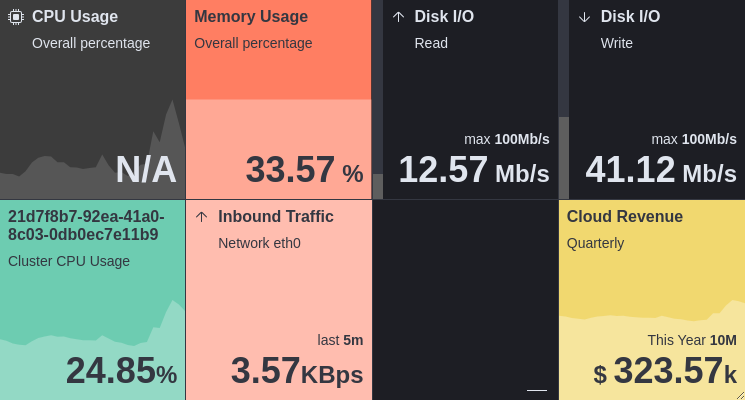 CPU Usage
Overall percentage
N/A
Memory Usage
Overall percentage
33.57 %
Disk I/O
Read
max 100Mb/s
12.57 Mb/s
Disk I/O
Write
max 100Mb/s
41.12 Mb/s
21d7f8b7-92ea-41a0-
8c03-0db0ec7e11b9
Cluster CPU Usage
24.85%
Inbound Traffic
Network eth0
last 5m
3.57KBps
Cloud Revenue
Quarterly
This Year 10M
$ 323.57k